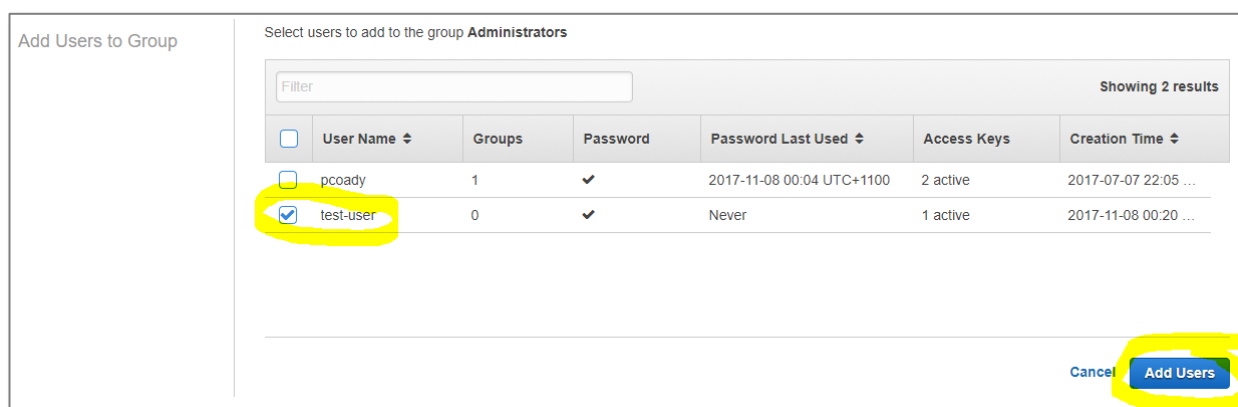 Add Users to Group
Select users to add to the group Administrators
Filter
Showing 2 results
User Name Groups Password Password Last Used Access Keys Creation Time
pcoady 1 ✔ 2017-11-08 00:04 UTC+1100 2 active 2017-07-07 22:05 ...
test-user 0 ✔ Never 1 active 2017-11-08 00:20 ...
Cancel Add Users